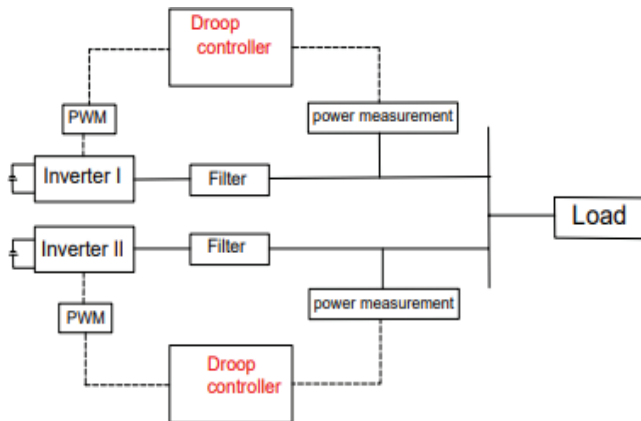 Droop
controller
PWM
power measurement
Inverter I
Filter
Load
Inverter II
Filter
PWM
power measurement
Droop
controller